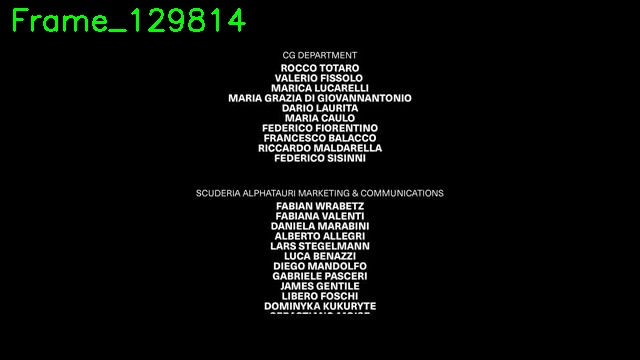 Frame_129814
CG DEPARTMENT
ROCCO TOTARO
VALERIO FISSOLO
MARICA LUCARELLI
MARIA GRAZIA DI GIOVANNANTONIO
DARIO LAURITA
MARIA CAULO
FEDERICO FIORENTINO
FRANCESCO BALACCO
RICCARDO MALDARELLA
FEDERICO SISINNI
SCUDERIA ALPHATAURI MARKETING & COMMUNICATIONS
FABIAN WRABETZ
FABIANA VALENTI
DANIELA MARABINI
ALBERTO ALLEGRI
LARS STEGELMANN
LUCA BENAZZI
DIEGO MANDOLFO
GABRIELE PASCERI
JAMES GENTILE
LIBERO FOSCHI
DOMINYKA KUKURYTE